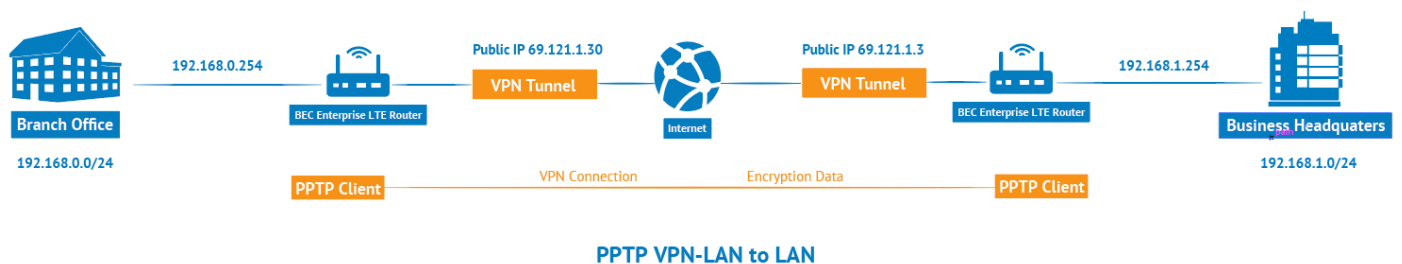 Public IP 69.121.1.30
Public IP 69.121.1.3
192.168.0.254
192.168.1.254
VPN Tunnel
VPN Tunnel
BEC Enterprise LTE Router
BEC Enterprise LTE Router
Branch Office
Internet
Business Headquaters
path
192.168.0.0/24
192.168.1.0/24
VPN Connection
Encryption Data
PPTP Client
PPTP Client
PPTP VPN-LAN to LAN